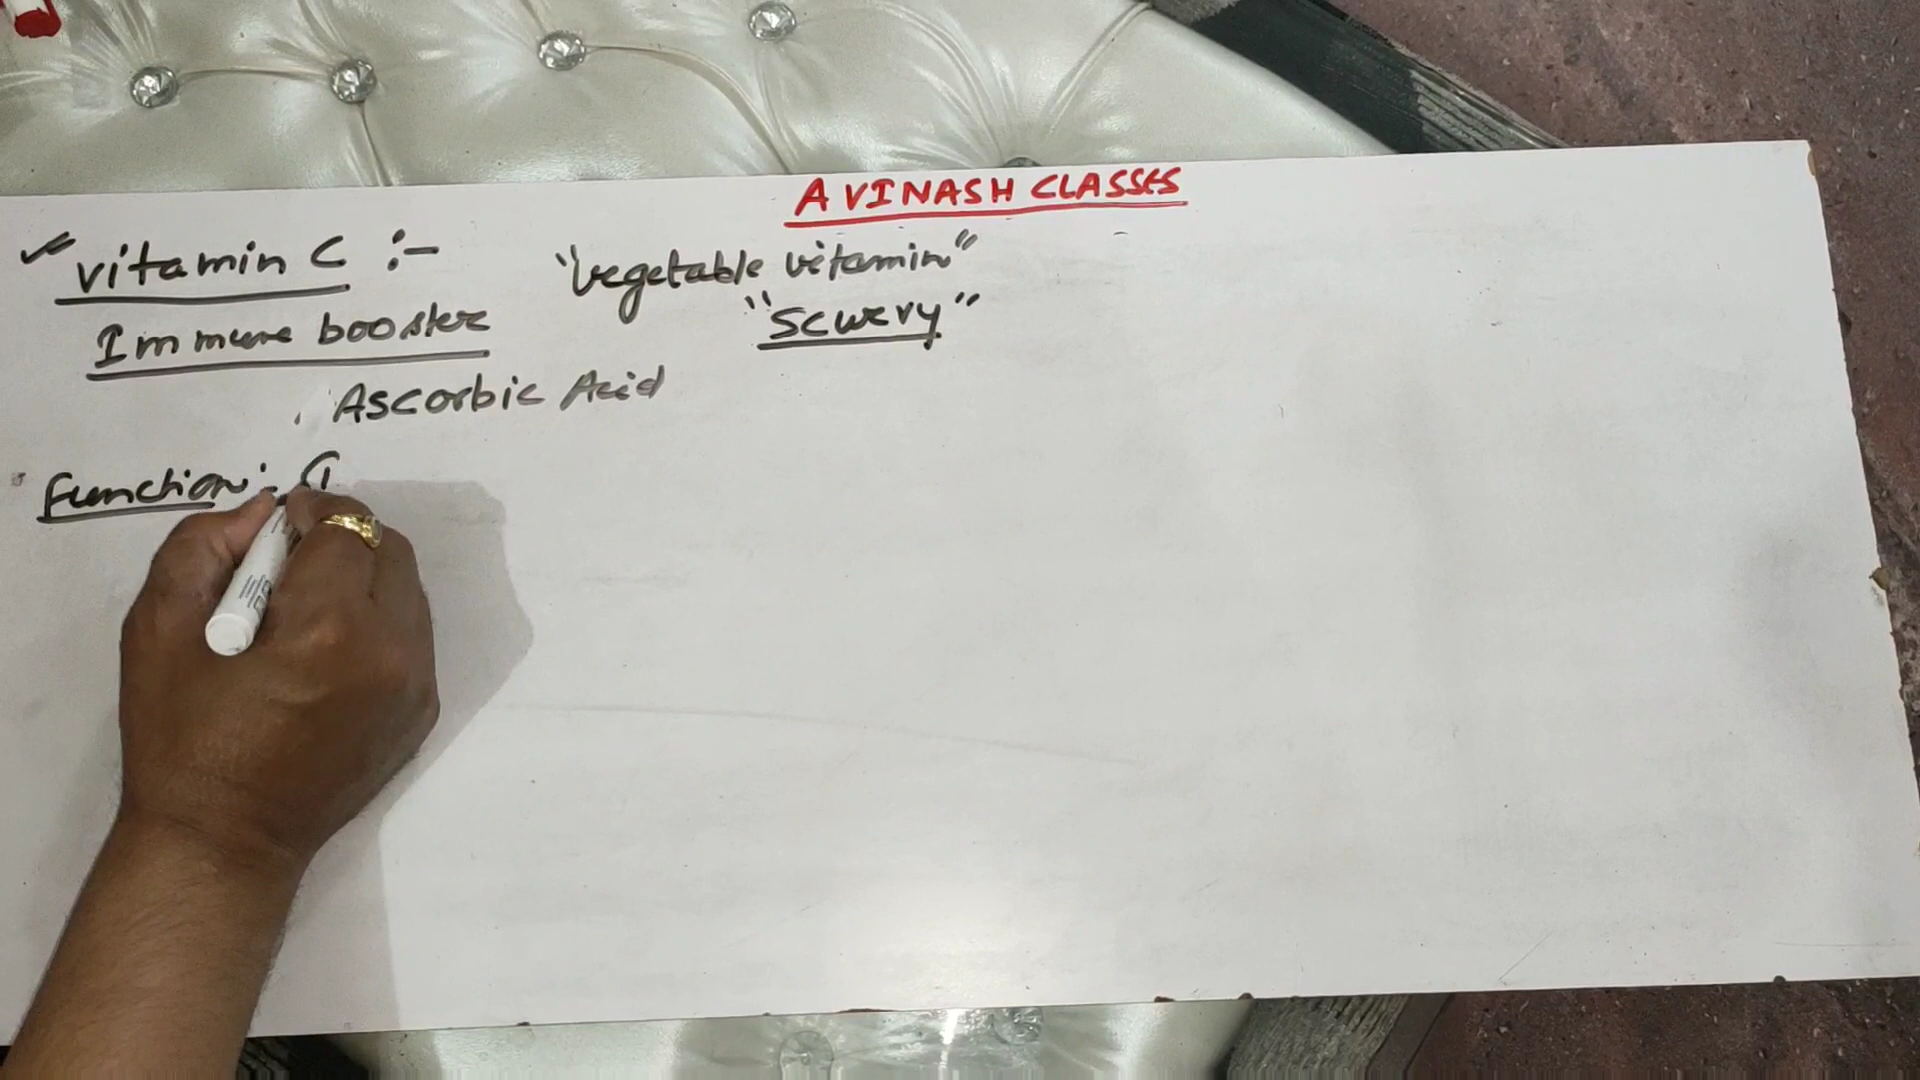 AVINASH CLASSES
vitamin C :- "vegetable vitamin"
Immune booster "Scurvy"
Ascorbic Acid
Function :-